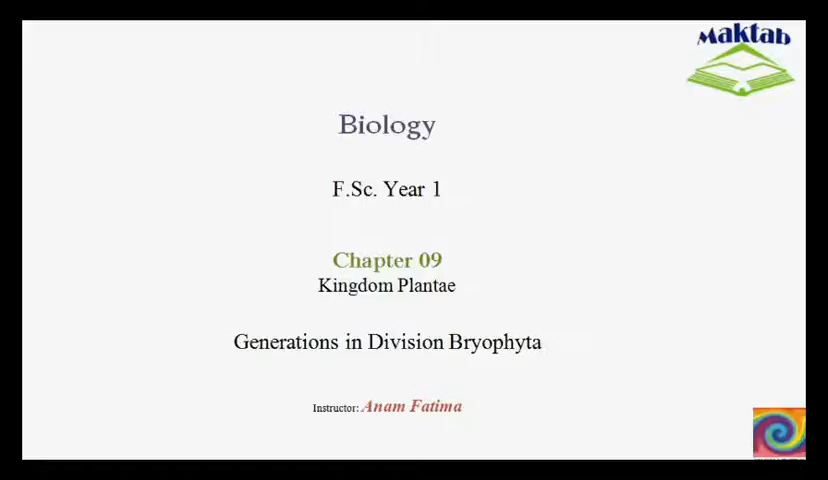 Maktab
Biology
F.Sc. Year 1
Chapter 09
Kingdom Plantae
Generations in Division Bryophyta
Instructor: Anam Fatima